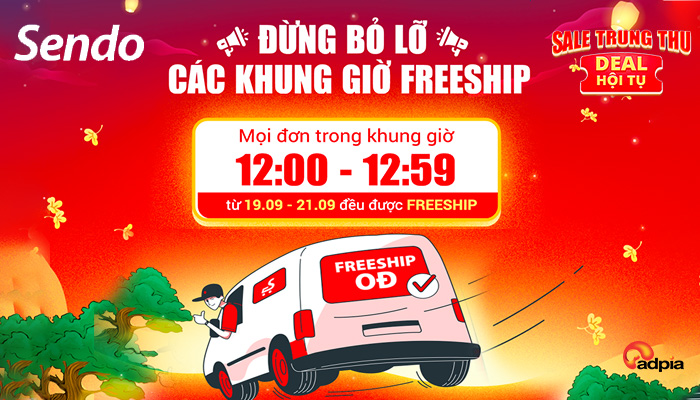 Sendo
ĐỪNG BỎ LỠ
CÁC KHUNG GIỜ FREESHIP
SALE TRUNG THU
DEAL
HỘI TỤ
Mọi đơn trong khung giờ
12:00 - 12:59
từ 19.09 - 21.09 đều được FREESHIP
FREESHIP
OĐ
S
adpia